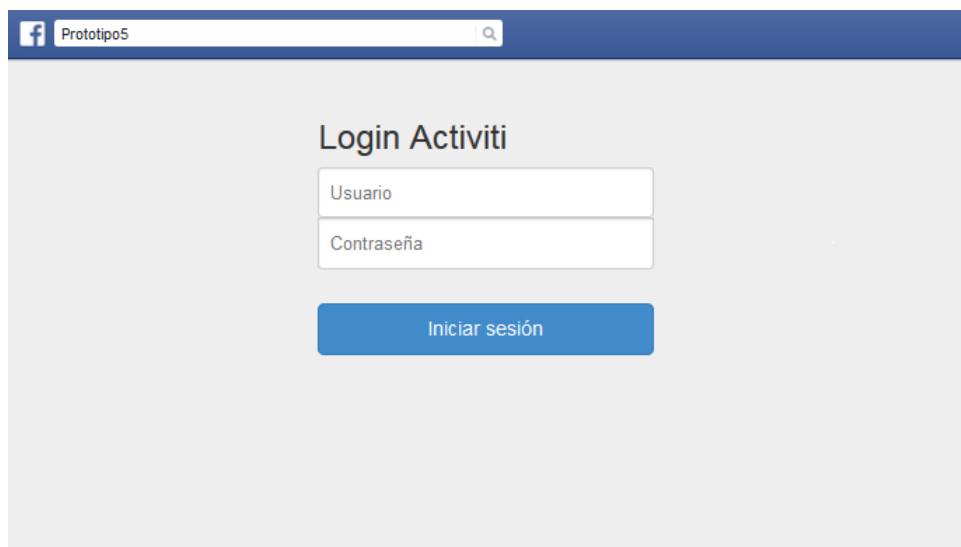 Prototipo5
Login Activiti
Usuario
Contraseña
Iniciar sesión